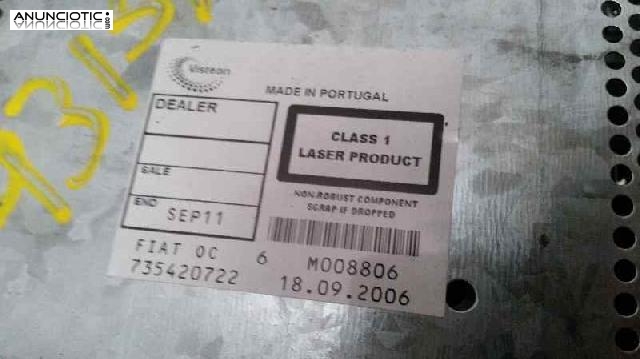 ANUNCIOTIC.com
Visteon
MADE IN PORTUGAL
DEALER
CLASS 1
LASER PRODUCT
SALE
NON-ROBUST COMPONENT
SCRAP IF DROPPED
END SEP11
FIAT OC 6 M008806
735420722 18.09.2006